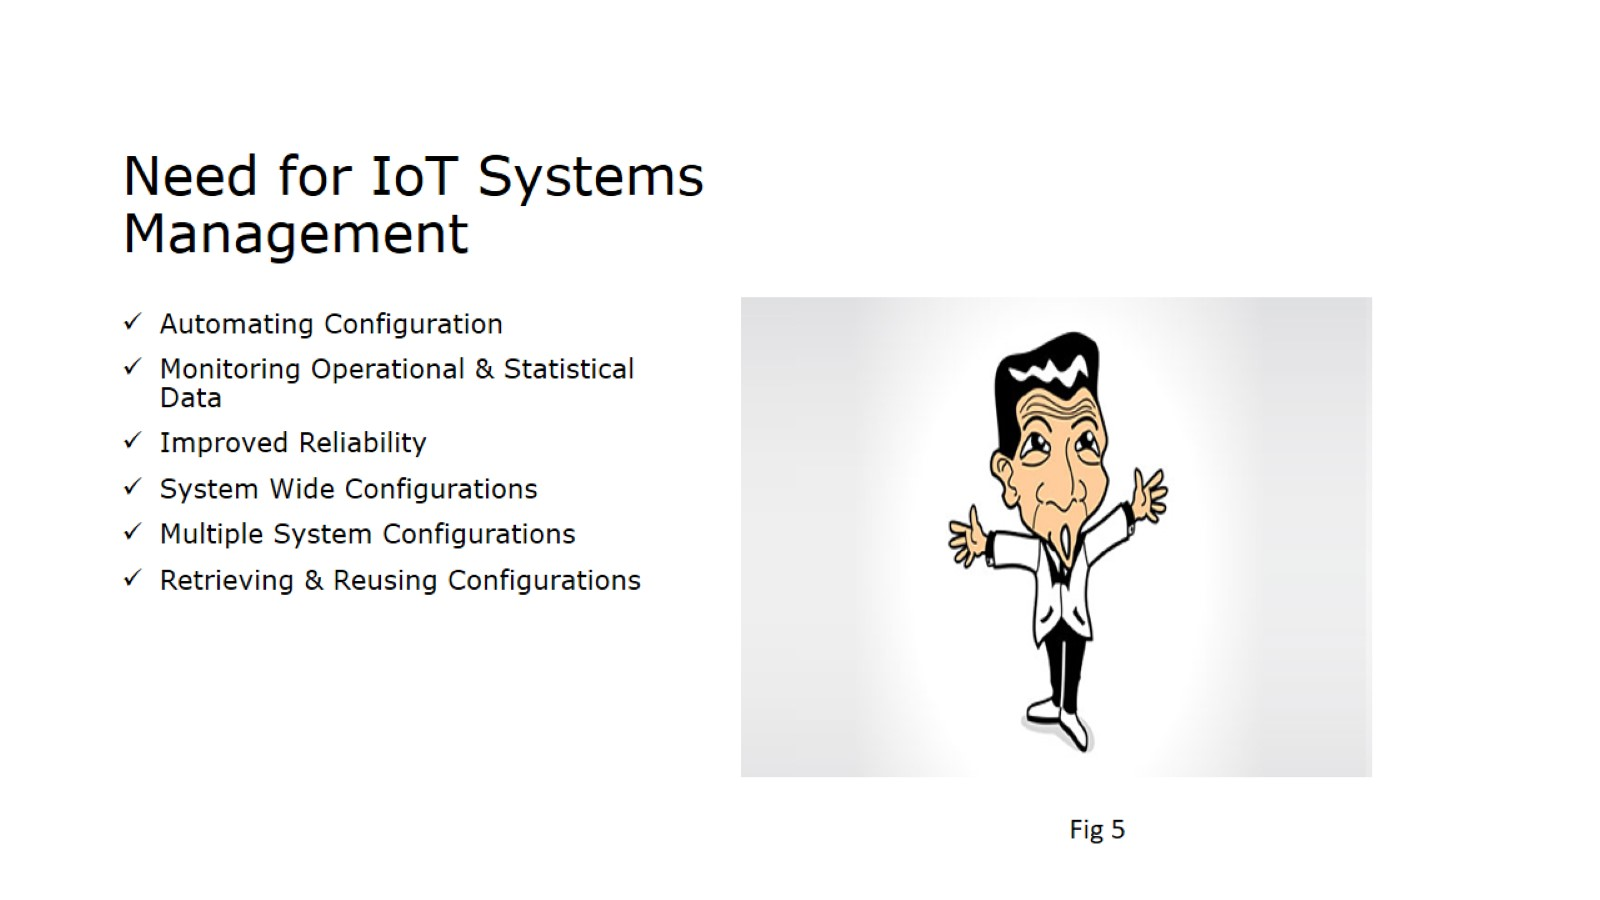 Need for IoT Systems
Management
✓ Automating Configuration
✓ Monitoring Operational & Statistical
Data
✓ Improved Reliability
✓ System Wide Configurations
✓ Multiple System Configurations
✓ Retrieving & Reusing Configurations
Fig 5